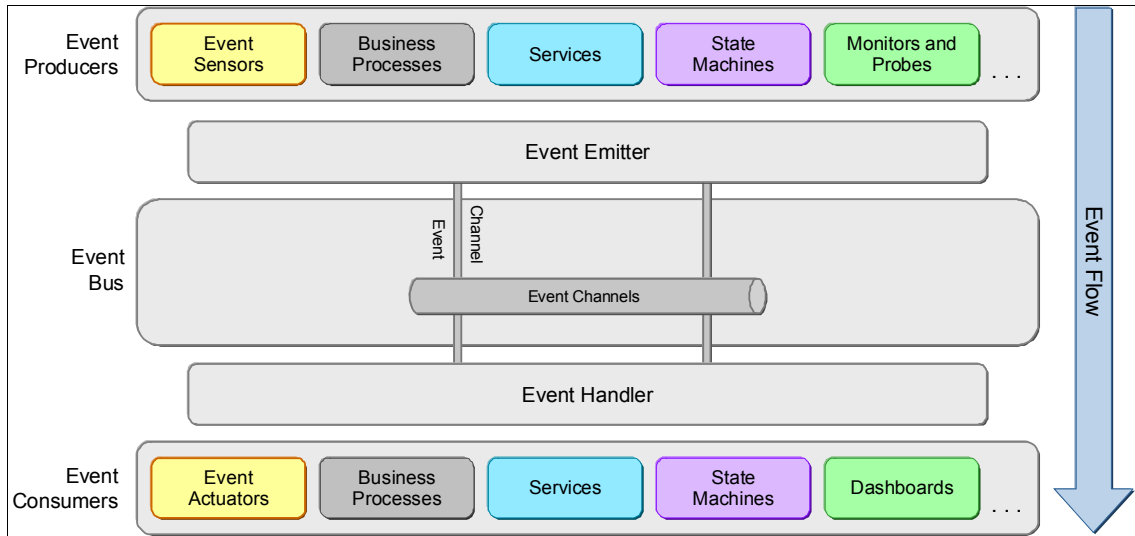 Event
Producers
Event
Sensors
Business
Processes
Services
State
Machines
Monitors and
Probes
. . .
Event Emitter
Event
Channel
Event
Bus
Event Channels
Event Flow
Event Handler
Event
Consumers
Event
Actuators
Business
Processes
Services
State
Machines
Dashboards
. . .